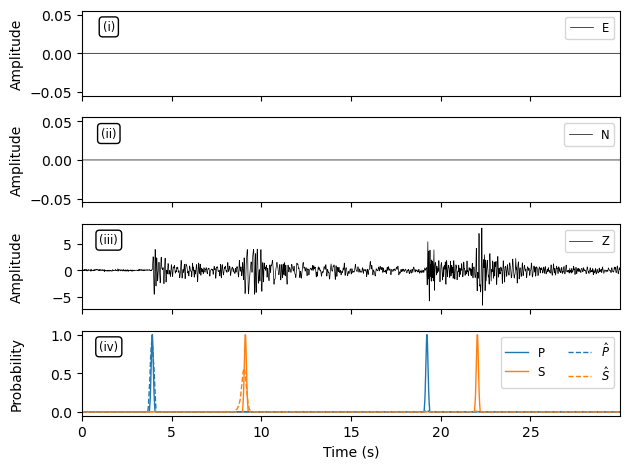 0.05
(i)
E
Amplitude
0.00
−0.05
0.05
(ii)
N
Amplitude
0.00
−0.05
(iii)
Z
5
Amplitude
0
−5
1.0
(iv)
P
P̂
S
Ŝ
Probability
0.5
0.0
0 5 10 15 20 25
Time (s)